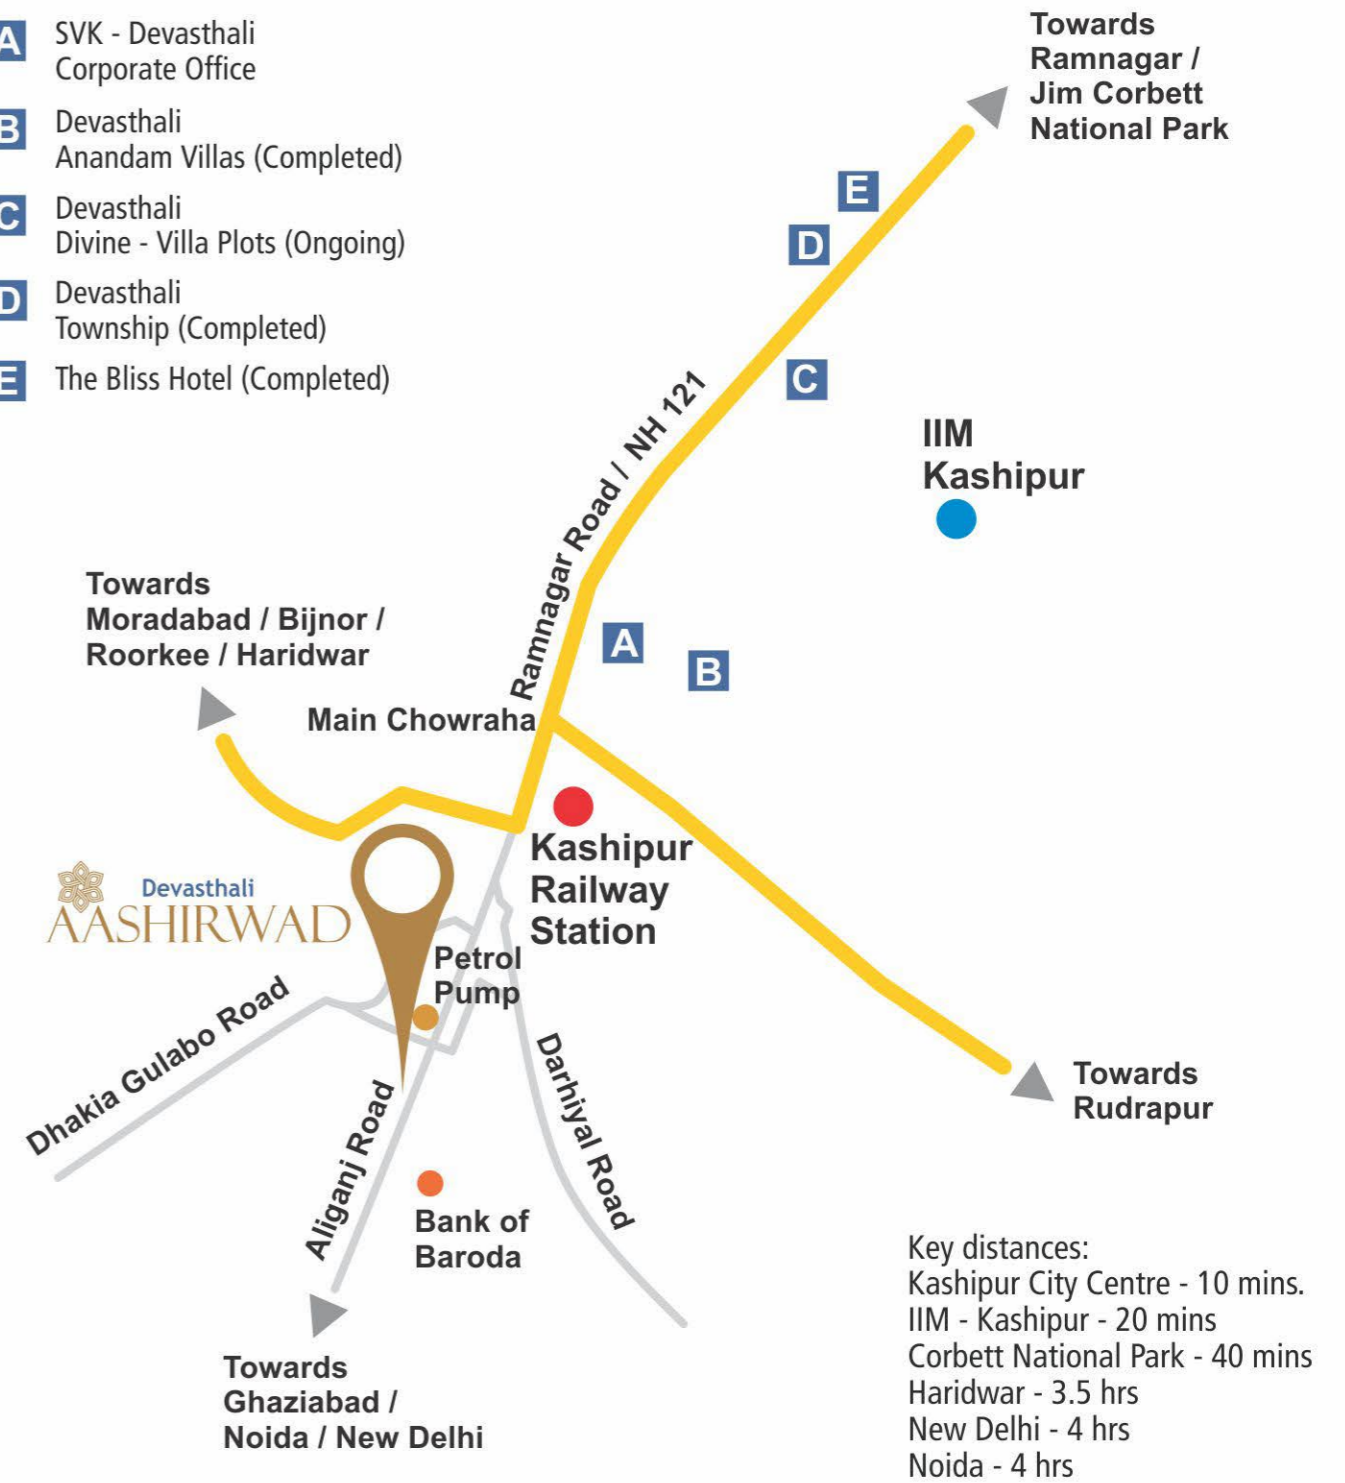 A
SVK - Devasthali
Corporate Office
B
Devasthali
Anandam Villas (Completed)
C
Devasthali
Divine - Villa Plots (Ongoing)
D
Devasthali
Township (Completed)
E
The Bliss Hotel (Completed)
Towards
Ramnagar /
Jim Corbett
National Park
E
D
C
Ramnagar Road / NH 121
IIM
Kashipur
Towards
Moradabad / Bijnor /
Roorkee / Haridwar
A
B
Main Chowraha
Kashipur
Railway
Station
Devasthali
AASHIRWAD
Petrol
Pump
Dhakia Gulabo Road
Aliganj Road
Darhiyal Road
Towards
Rudrapur
Bank of
Baroda
Towards
Ghaziabad /
Noida / New Delhi
Key distances:
Kashipur City Centre - 10 mins.
IIM - Kashipur - 20 mins
Corbett National Park - 40 mins
Haridwar - 3.5 hrs
New Delhi - 4 hrs
Noida - 4 hrs